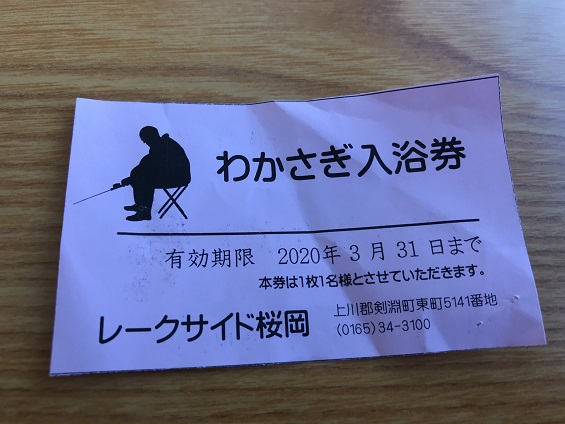 わかさぎ入浴券
有効期限 2020年3月31日まで
本券は1枚1名様とさせていただきます。
レークサイド桜岡
上川郡剣淵町東町5141番地
(0165)34-3100